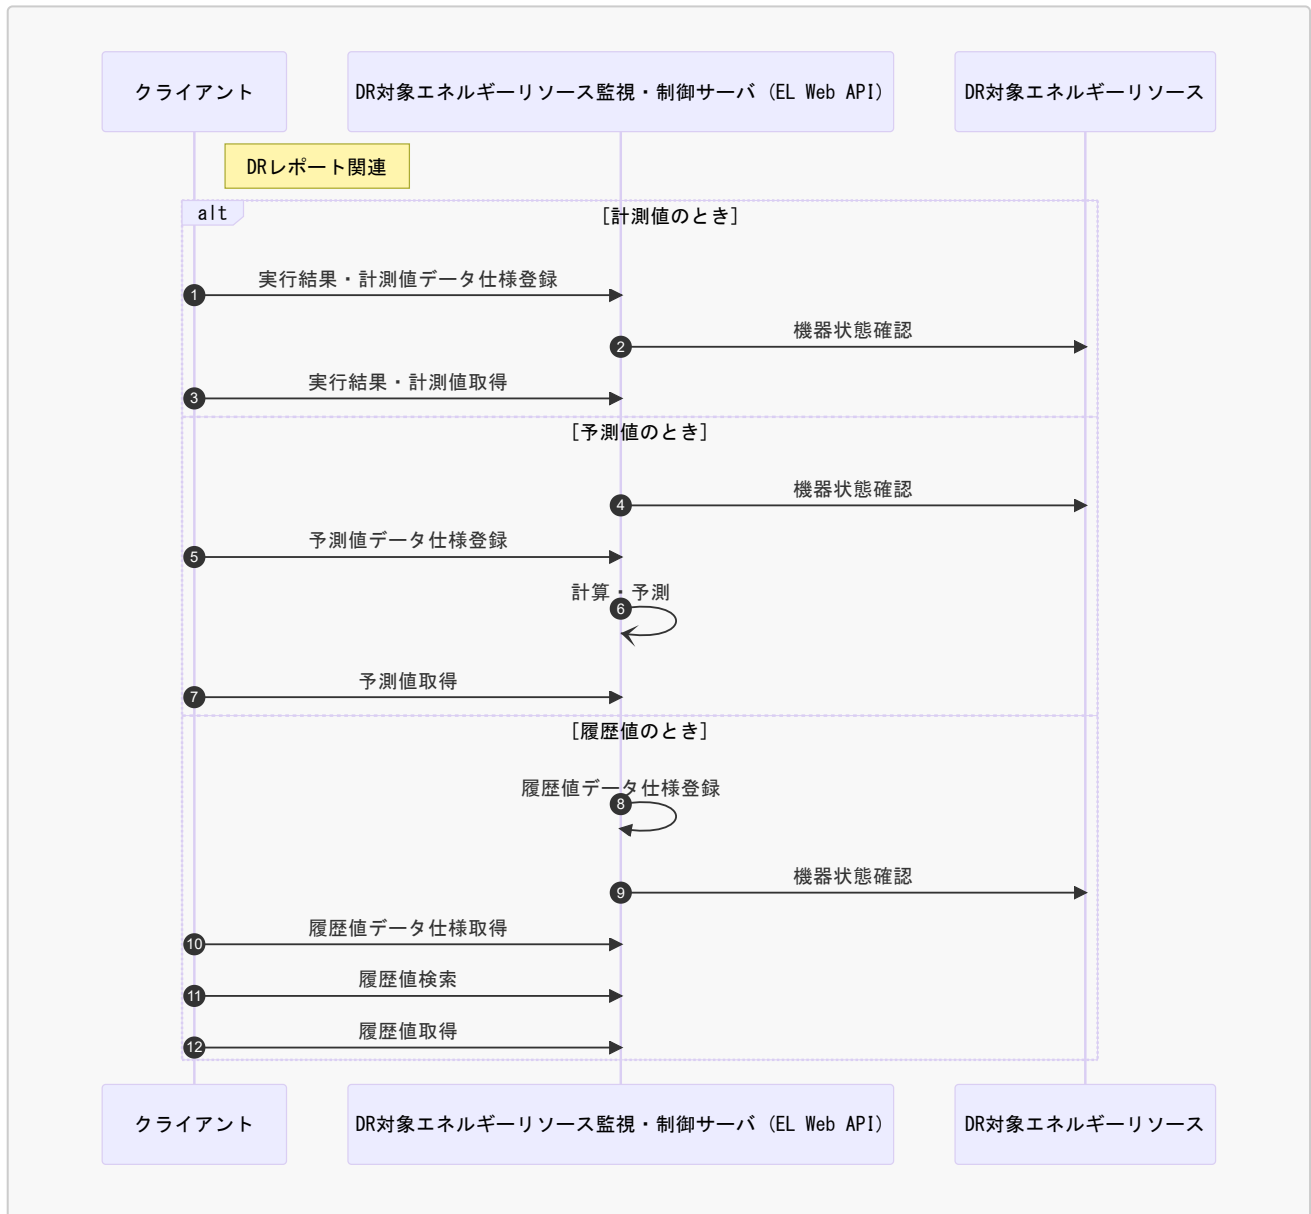 クライアント
DR対象エネルギーリソース監視・制御サーバ (EL Web API)
DR対象エネルギーリソース
DRレポート関連
alt
[計測値のとき]
実行結果・計測値データ仕様登録
1
機器状態確認
2
実行結果・計測値取得
3
[予測値のとき]
機器状態確認
4
予測値データ仕様登録
5
計算・予測
6
予測値取得
7
[履歴値のとき]
履歴値データ仕様登録
8
機器状態確認
9
履歴値データ仕様取得
10
履歴値検索
11
履歴値取得
12
クライアント
DR対象エネルギーリソース監視・制御サーバ (EL Web API)
DR対象エネルギーリソース